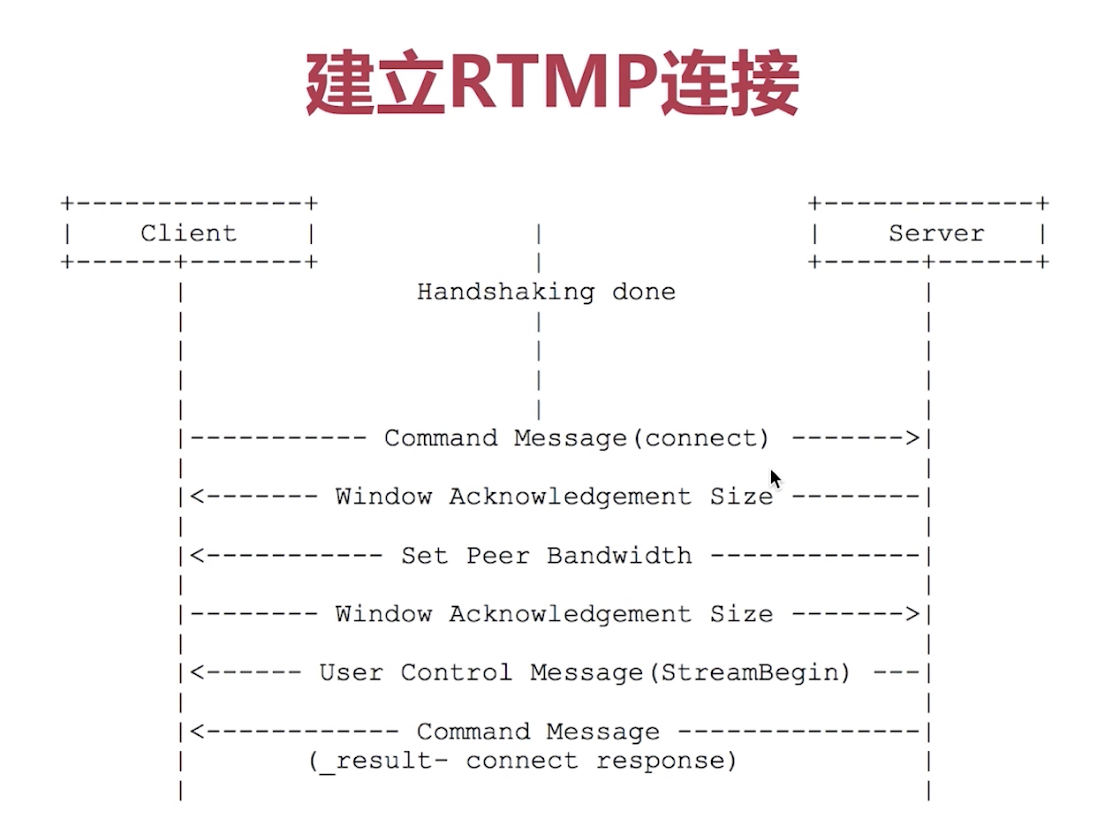 建立RTMP连接
+--------------+                              +-------------+
|    Client    |             |                |    Server   |
+------+-------+             |                +------+------+
       |              Handshaking done               |
       |                     |                       |
       |                     |                       |
       |                     |                       |
       |                     |                       |
       |----------- Command Message(connect) ------->|
       |                                             |
       |<------- Window Acknowledgement Size --------|
       |                                             |
       |<----------- Set Peer Bandwidth -------------|
       |                                             |
       |-------- Window Acknowledgement Size ------->|
       |                                             |
       |<------ User Control Message(StreamBegin) ---|
       |                                             |
       |<------------ Command Message ---------------|
       |       (_result- connect response)           |
       |                                             |